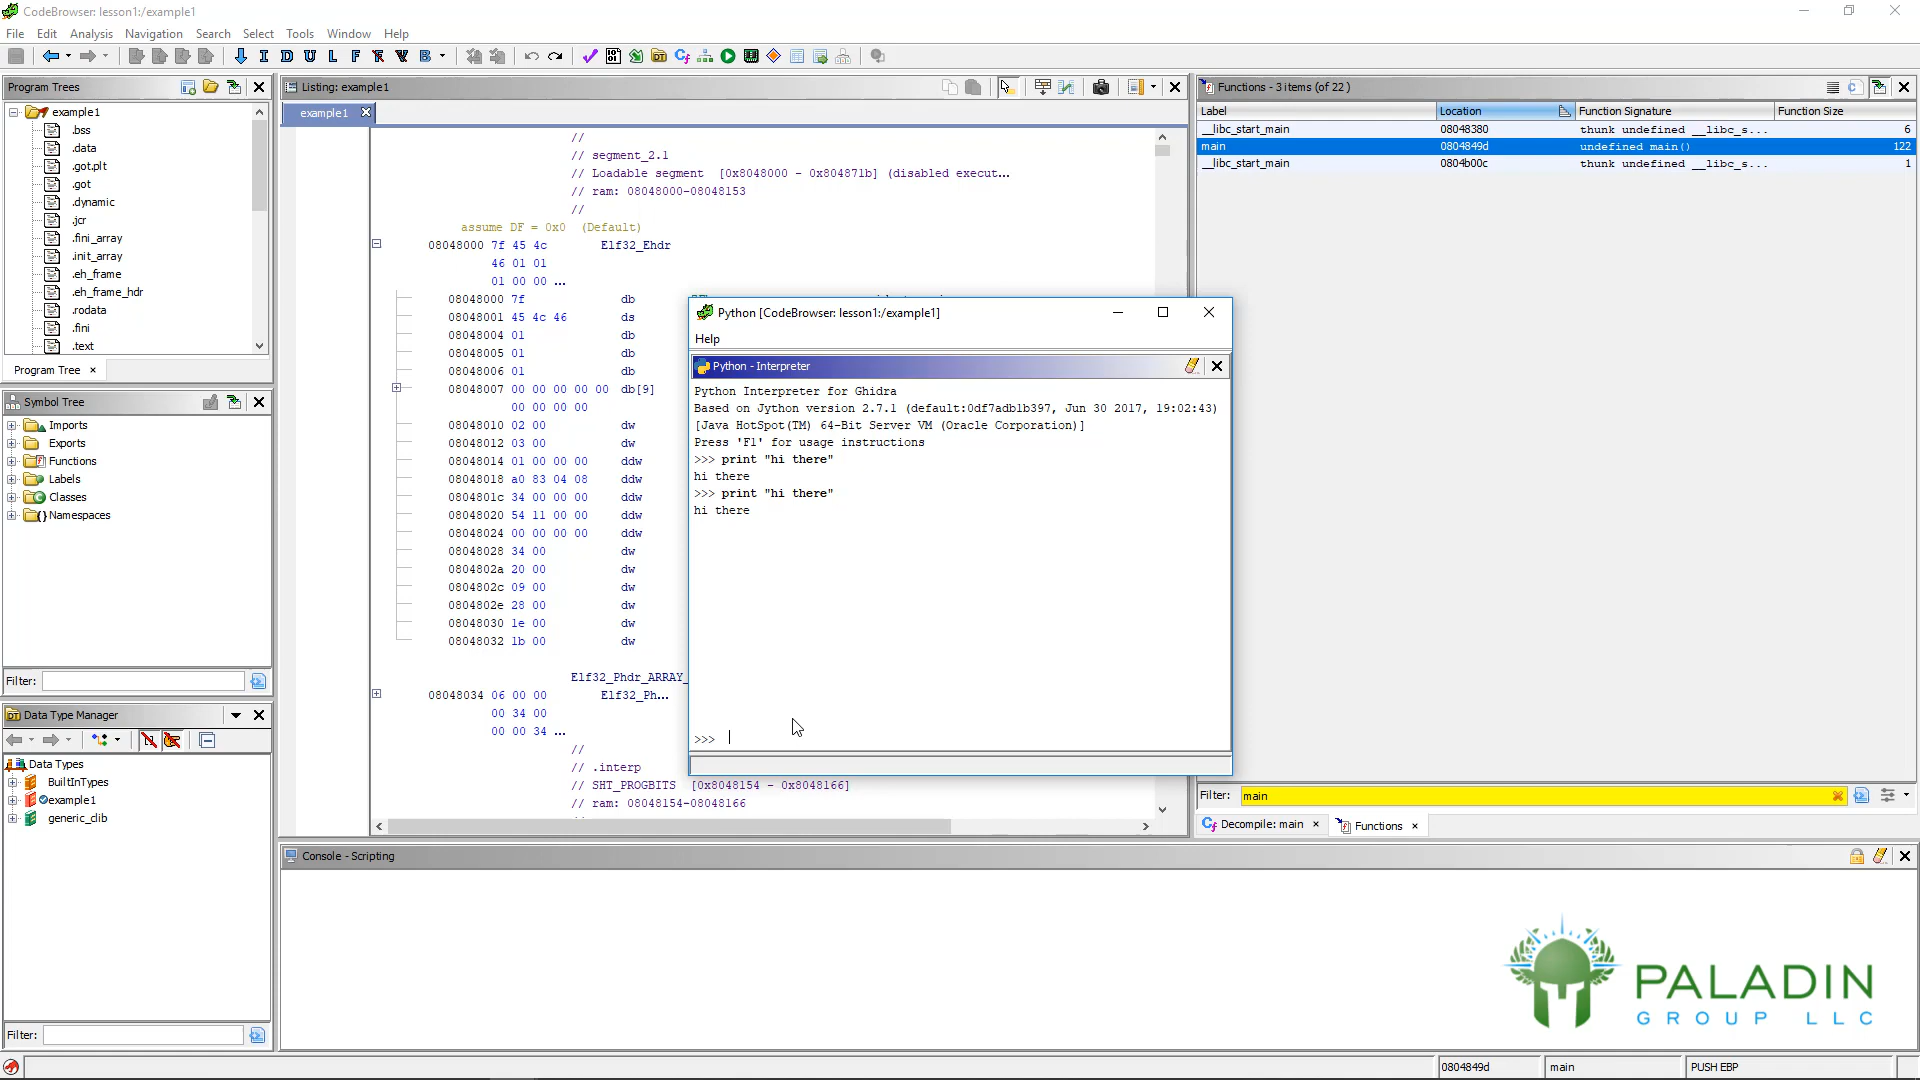 CodeBrowser: lesson1:/example1
File Edit Analysis Navigation Search Select Tools Window Help
I D U L F B
Program Trees
example1
.bss
.data
.got.plt
.got
.dynamic
.jcr
.fini_array
.init_array
.eh_frame
.eh_frame_hdr
.rodata
.fini
.text
Program Tree
Symbol Tree
Imports
Exports
Functions
Labels
Classes
Namespaces
Filter:
Data Type Manager
Data Types
BuiltInTypes
example1
generic_clib
Filter:
Listing: example1
example1
//
// segment_2.1
// Loadable segment [0x8048000 - 0x804871b] (disabled execut...
// ram: 08048000-08048153
//
assume DF = 0x0 (Default)
08048000 7f 45 4c Elf32_Ehdr
46 01 01
01 00 00 ...
08048000 7f db
08048001 45 4c 46 ds
08048004 01 db
08048005 01 db
08048006 01 db
08048007 00 00 00 00 00 db[9]
00 00 00 00
08048010 02 00 dw
08048012 03 00 dw
08048014 01 00 00 00 ddw
08048018 a0 83 04 08 ddw
0804801c 34 00 00 00 ddw
08048020 54 11 00 00 ddw
08048024 00 00 00 00 ddw
08048028 34 00 dw
0804802a 20 00 dw
0804802c 09 00 dw
0804802e 28 00 dw
08048030 1e 00 dw
08048032 1b 00 dw
Elf32_Phdr_ARRAY_
08048034 06 00 00 Elf32_Ph...
00 34 00
00 00 34 ...
//
// .interp
// SHT_PROGBITS [0x8048154 - 0x8048166]
// ram: 08048154-08048166
Python [CodeBrowser: lesson1:/example1]
Help
Python - Interpreter
Python Interpreter for Ghidra
Based on Jython version 2.7.1 (default:0df7adb1b397, Jun 30 2017, 19:02:43)
[Java HotSpot(TM) 64-Bit Server VM (Oracle Corporation)]
Press 'F1' for usage instructions
>>> print "hi there"
hi there
>>> print "hi there"
hi there
>>>
Functions - 3 items (of 22 )
Label Location Function Signature Function Size
__libc_start_main 08048380 thunk undefined __libc_s... 6
main 0804849d undefined main() 122
__libc_start_main 0804b00c thunk undefined __libc_s... 1
Filter: main
Decompile: main
Functions
Console - Scripting
PALADIN
GROUP LLC
0804849d main PUSH EBP